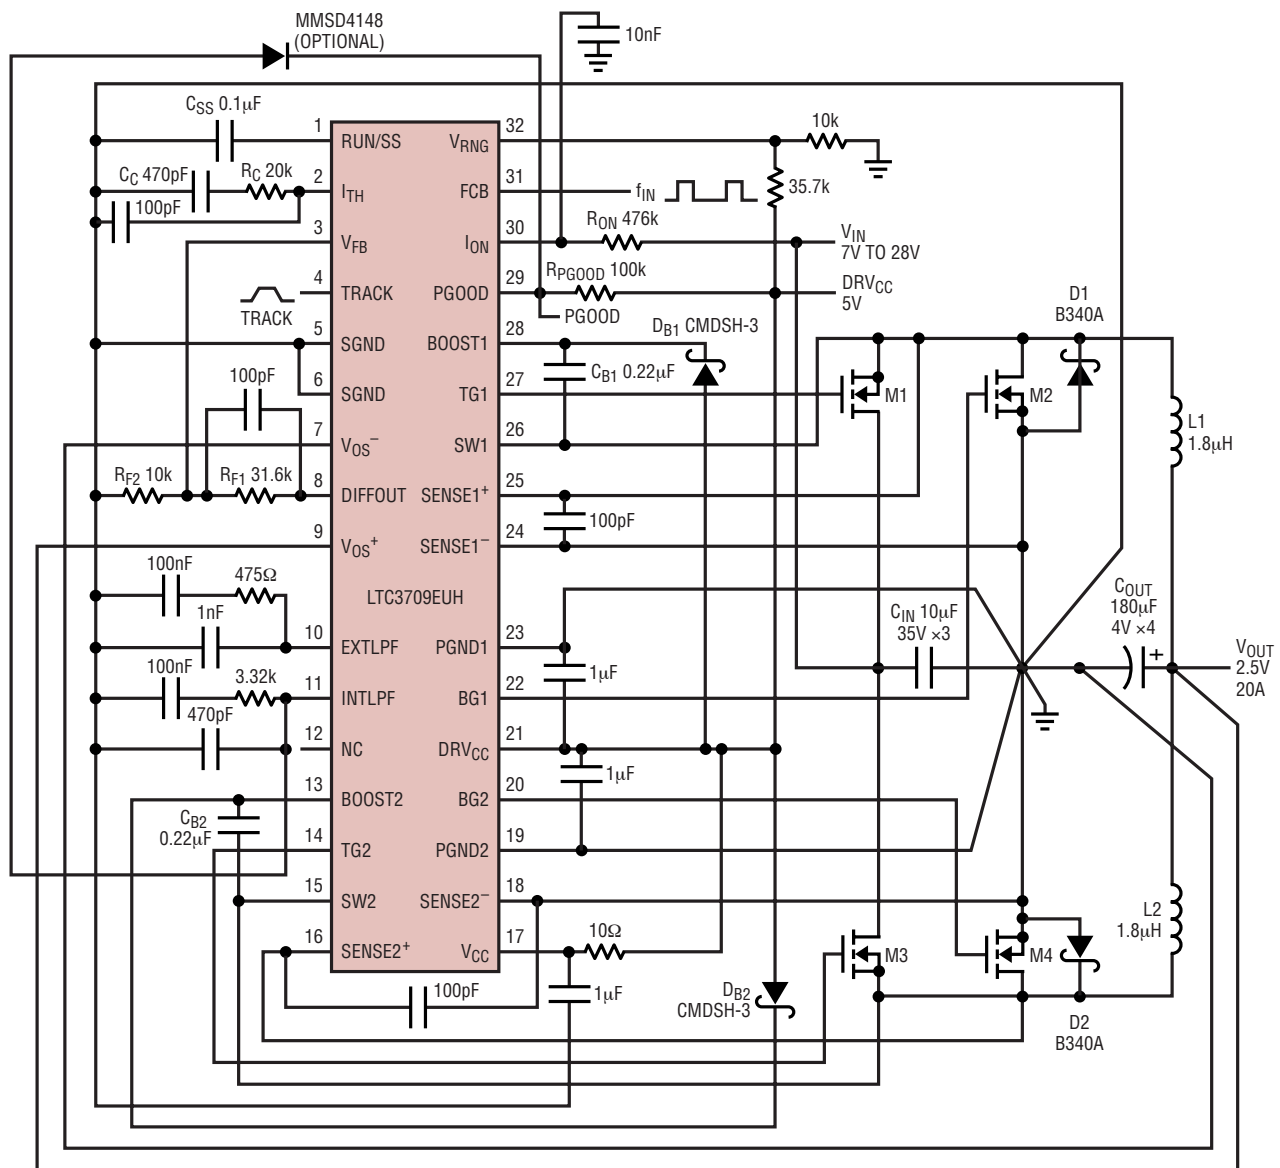 MMSD4148
(OPTIONAL)
10nF
C_SS 0.1µF
1
RUN/SS
V_RNG
32
10k
C_C 470pF
R_C 20k
2
I_TH
FCB
31
f_IN
35.7k
100pF
3
V_FB
I_ON
30
R_ON 476k
V_IN
7V TO 28V
4
TRACK
PGOOD
29
R_PGOOD 100k
DRV_CC
5V
TRACK
PGOOD
5
SGND
BOOST1
28
D_B1 CMDSH-3
D1
B340A
100pF
6
SGND
TG1
27
C_B1 0.22µF
M1
M2
7
V_OS−
SW1
26
L1
1.8µH
R_F2 10k
R_F1 31.6k
8
DIFFOUT
SENSE1+
25
100pF
9
V_OS+
SENSE1−
24
100nF
475Ω
LTC3709EUH
1nF
10
EXTLPF
PGND1
23
C_IN 10µF
35V ×3
C_OUT
180µF
4V ×4
+
V_OUT
2.5V
20A
1µF
100nF
3.32k
11
INTLPF
BG1
22
470pF
12
NC
DRV_CC
21
1µF
13
BOOST2
BG2
20
C_B2
0.22µF
14
TG2
PGND2
19
15
SW2
SENSE2−
18
L2
1.8µH
16
SENSE2+
V_CC
17
10Ω
M3
M4
100pF
1µF
D_B2
CMDSH-3
D2
B340A